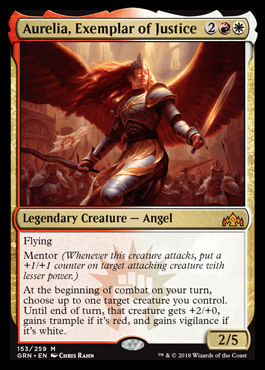 Aurelia, Exemplar of Justice 2
Legendary Creature — Angel
Flying
Mentor (Whenever this creature attacks, put a
+1/+1 counter on target attacking creature with
lesser power.)
At the beginning of combat on your turn,
choose up to one target creature you control.
Until end of turn, that creature gets +2/+0,
gains trample if it's red, and gains vigilance if
it's white.
2/5
153/259 M
GRN • EN Chris Rahn
™ & © 2018 Wizards of the Coast